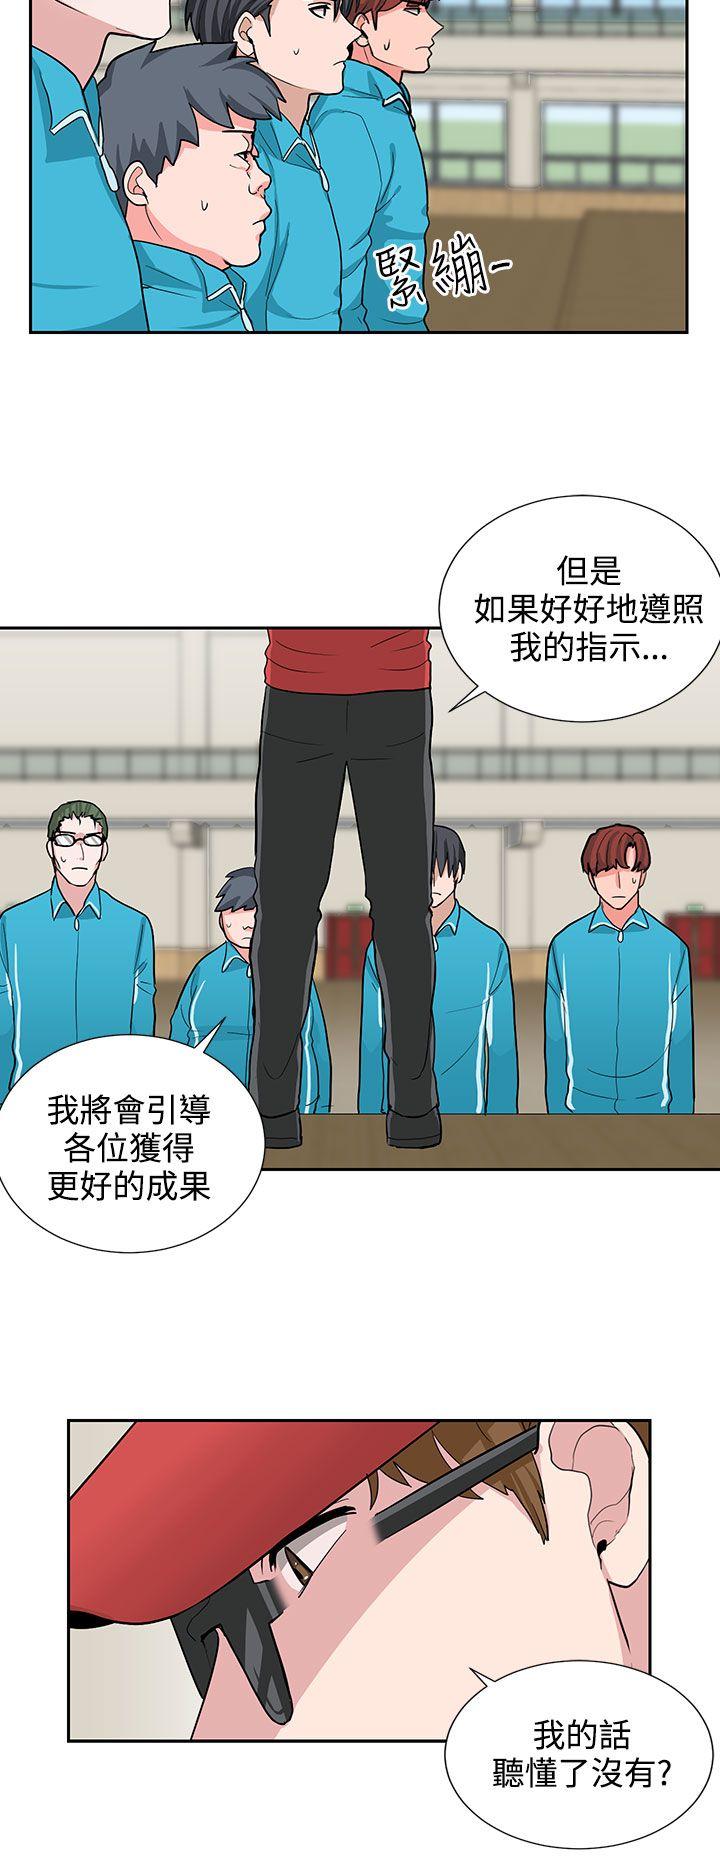 緊繃-
但是
如果好好地遵照
我的指示...
我將會引導
各位獲得
更好的成果
我的話
聽懂了沒有?